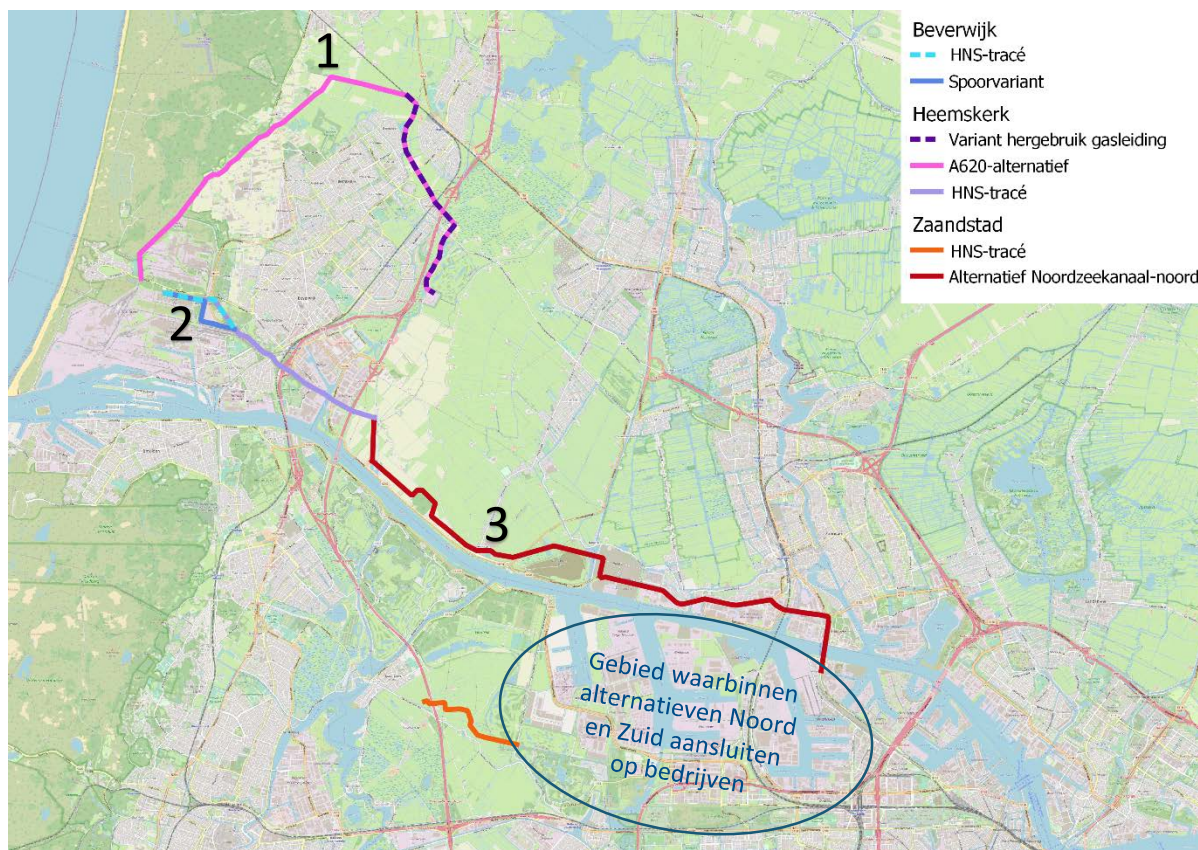 1
2
3
Gebied waarbinnen
alternatieven Noord
en Zuid aansluiten
op bedrijven
Beverwijk
HNS-tracé
Spoorvariant
Heemskerk
Variant hergebruik gasleiding
A620-alternatief
HNS-tracé
Zaandstad
HNS-tracé
Alternatief Noordzeekanaal-noord